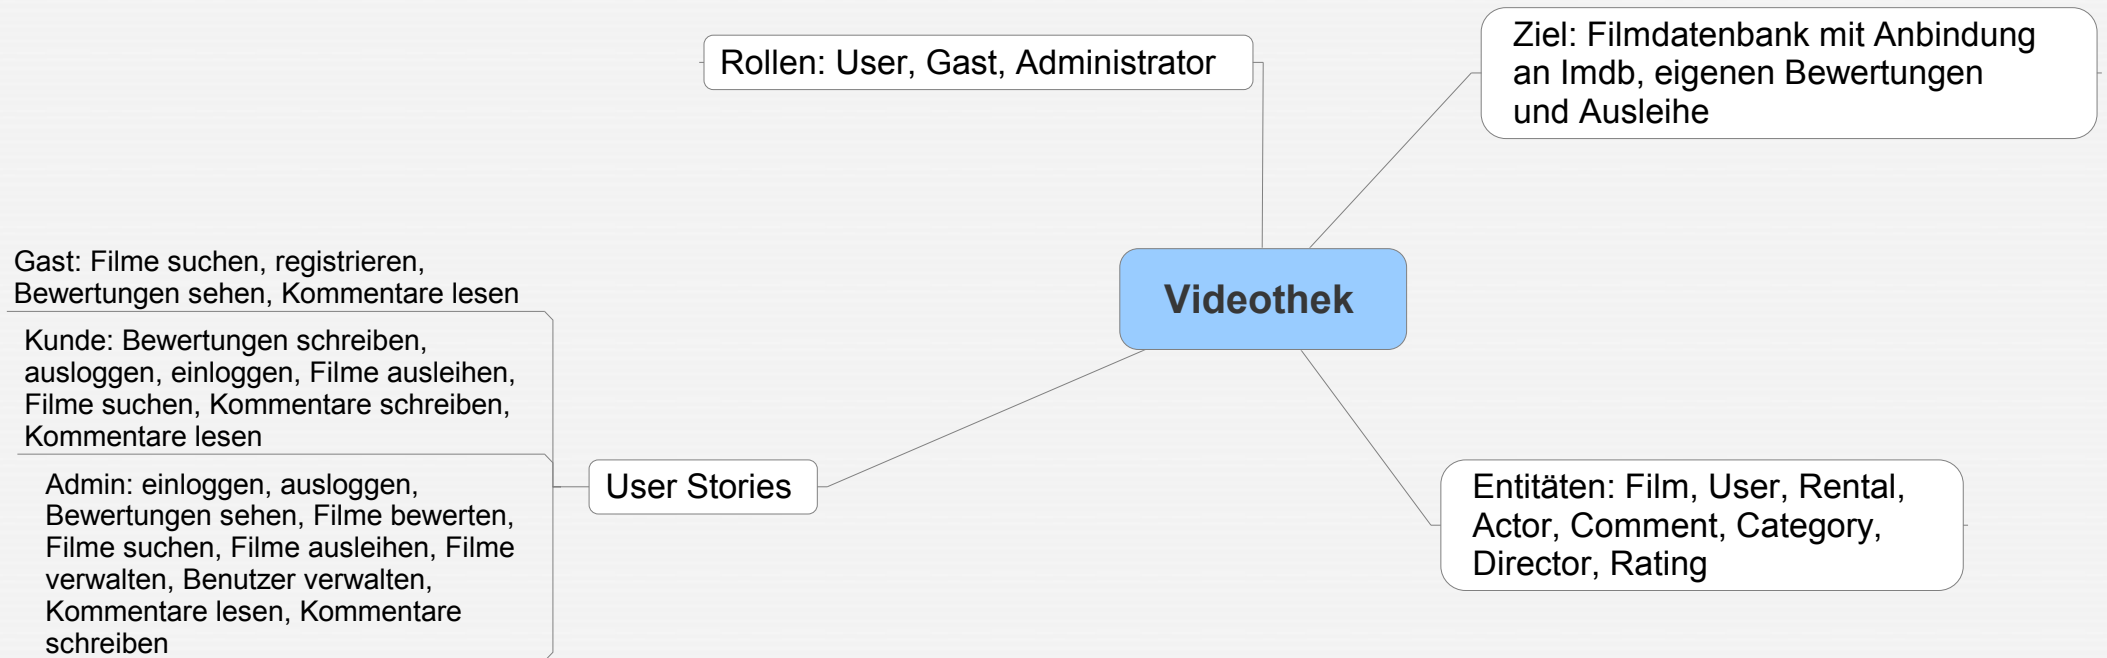 Rollen: User, Gast, Administrator
Ziel: Filmdatenbank mit Anbindung
an Imdb, eigenen Bewertungen
und Ausleihe
Videothek
Gast: Filme suchen, registrieren,
Bewertungen sehen, Kommentare lesen
Kunde: Bewertungen schreiben,
ausloggen, einloggen, Filme ausleihen,
Filme suchen, Kommentare schreiben,
Kommentare lesen
Admin: einloggen, ausloggen,
Bewertungen sehen, Filme bewerten,
Filme suchen, Filme ausleihen, Filme
verwalten, Benutzer verwalten,
Kommentare lesen, Kommentare
schreiben
User Stories
Entitäten: Film, User, Rental,
Actor, Comment, Category,
Director, Rating